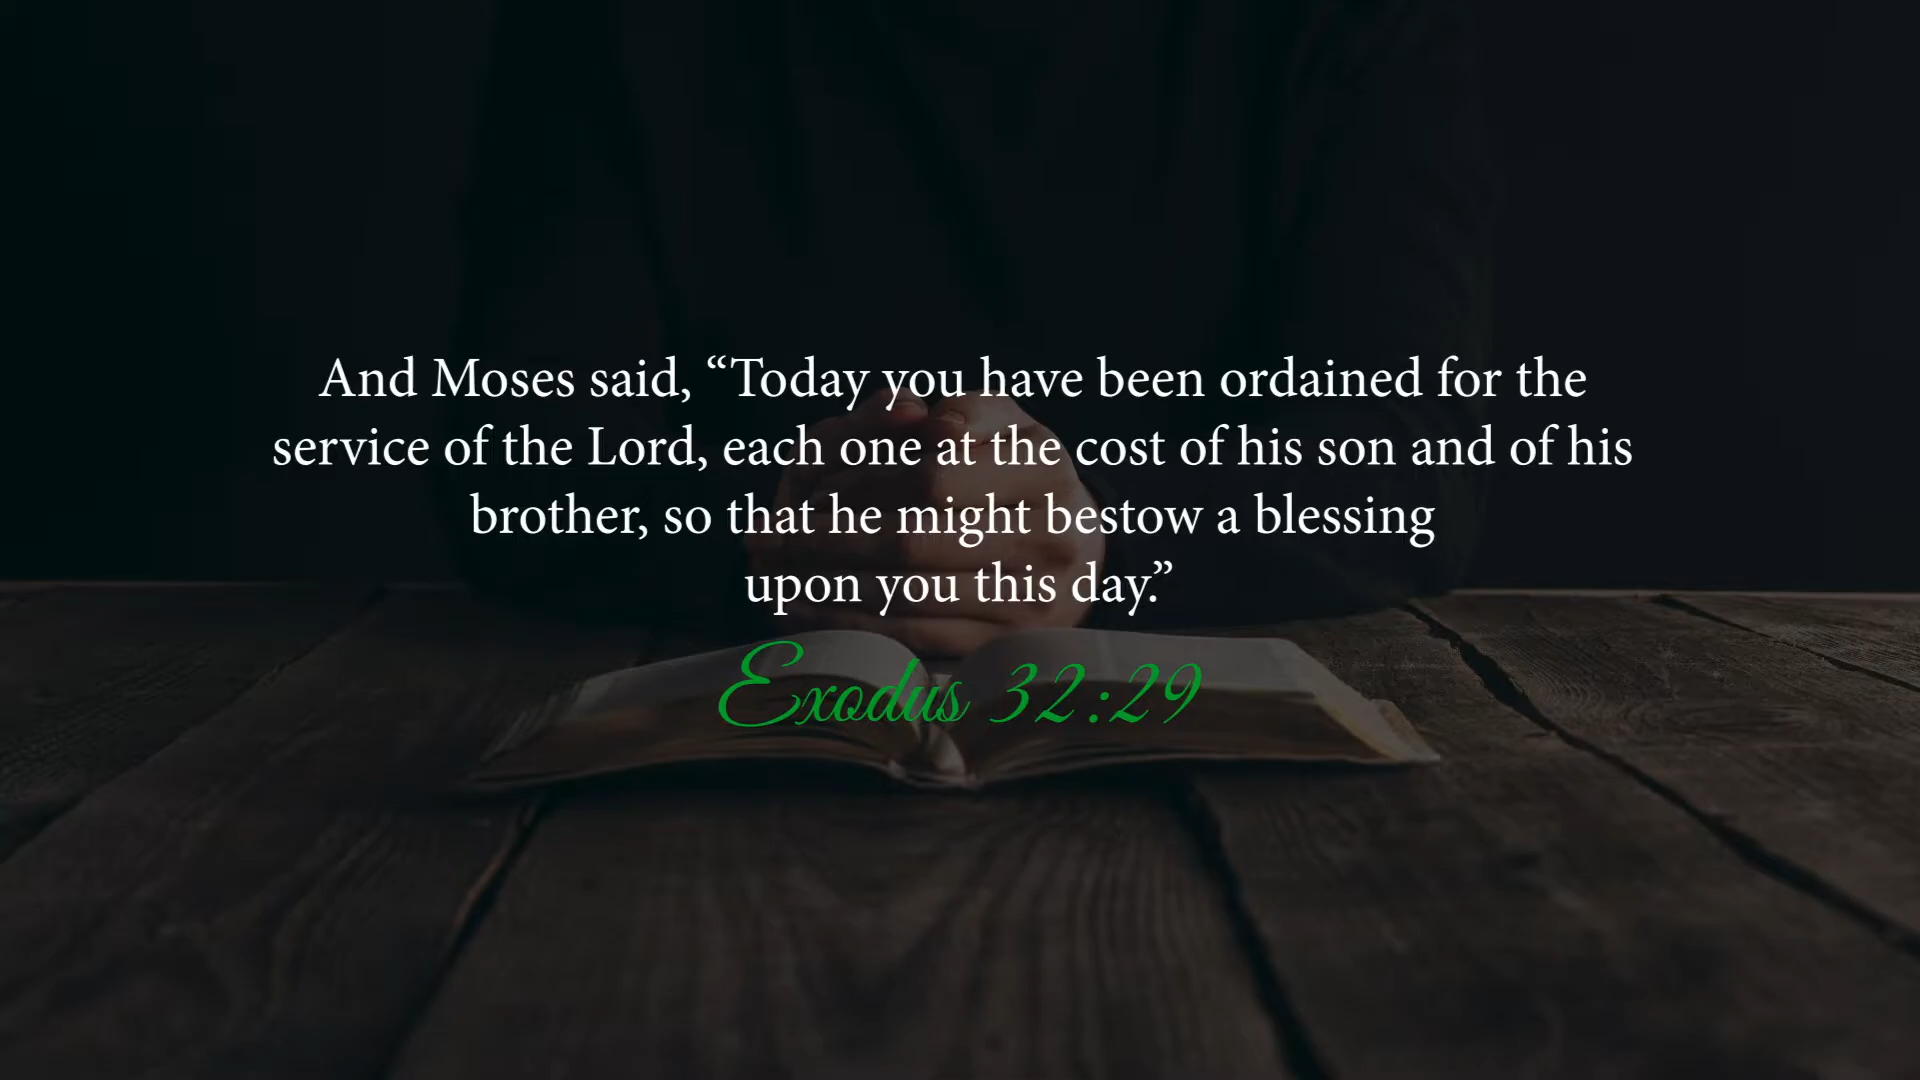 And Moses said, “Today you have been ordained for the
service of the Lord, each one at the cost of his son and of his
brother, so that he might bestow a blessing
upon you this day.”
Exodus 32:29